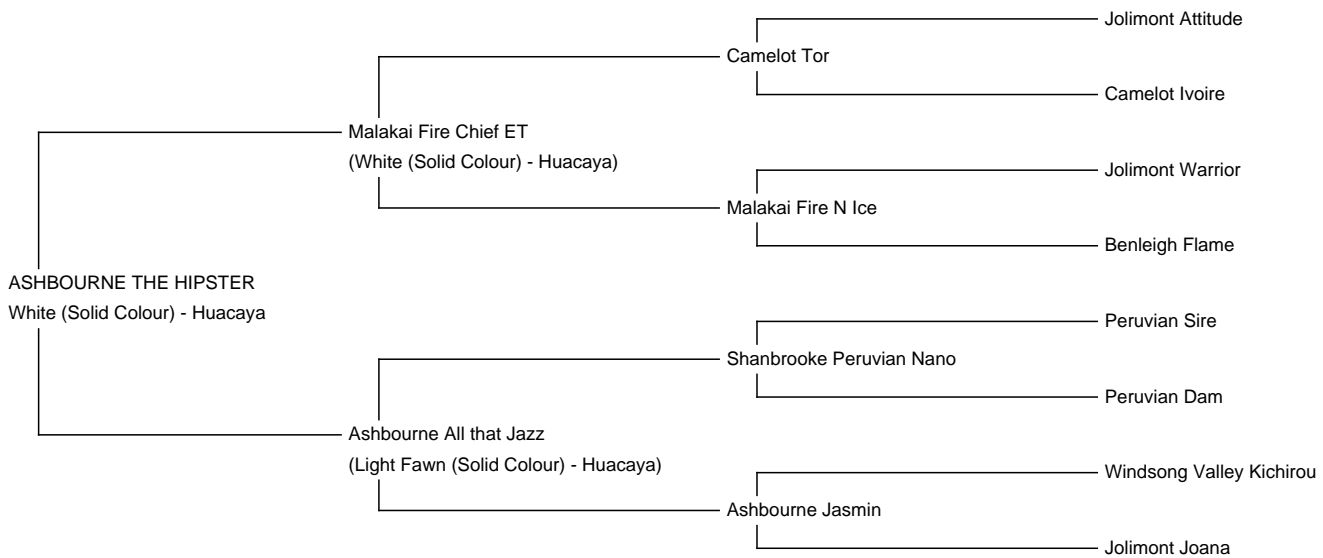 Jolimont Attitude
Camelot Tor
Camelot Ivoire
Malakai Fire Chief ET
(White (Solid Colour) - Huacaya)
Jolimont Warrior
Malakai Fire N Ice
Benleigh Flame
ASHBOURNE THE HIPSTER
White (Solid Colour) - Huacaya
Peruvian Sire
Shanbrooke Peruvian Nano
Peruvian Dam
Ashbourne All that Jazz
(Light Fawn (Solid Colour) - Huacaya)
Windsong Valley Kichirou
Ashbourne Jasmin
Jolimont Joana